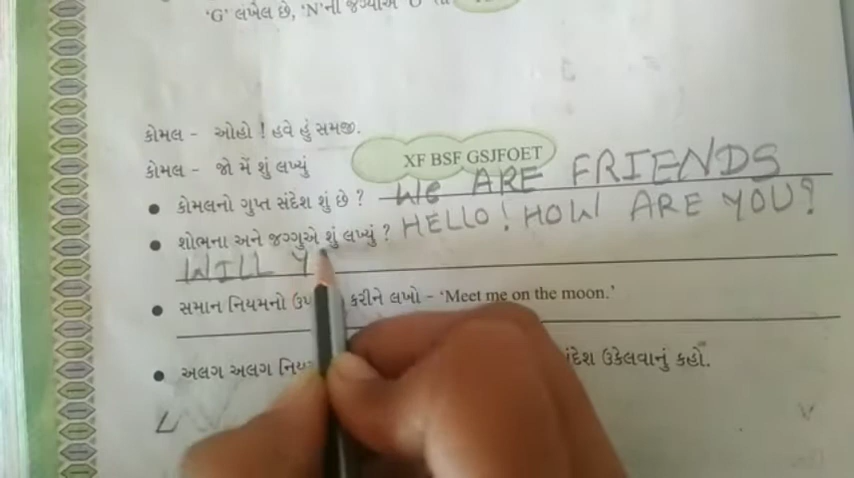 'G' લખેલ છે, 'N'ની જગ્યાએ
કોમલ - ઓહો ! હવે હું સમજી.
કોમલ - જો મેં શું લખ્યું XF BSF GSJFOET
• કોમલનો ગુપ્ત સંદેશ શું છે ? We ARE FRIENDS
• શોભના અને જગ્ગુએ શું લખ્યું ? HELLO! HOW ARE YOU?
WILL Y
• સમાન નિયમનો કરીને લખો - 'Meet me on the moon.'
• અલગ અલગ ઉકેલવાનું કહો.